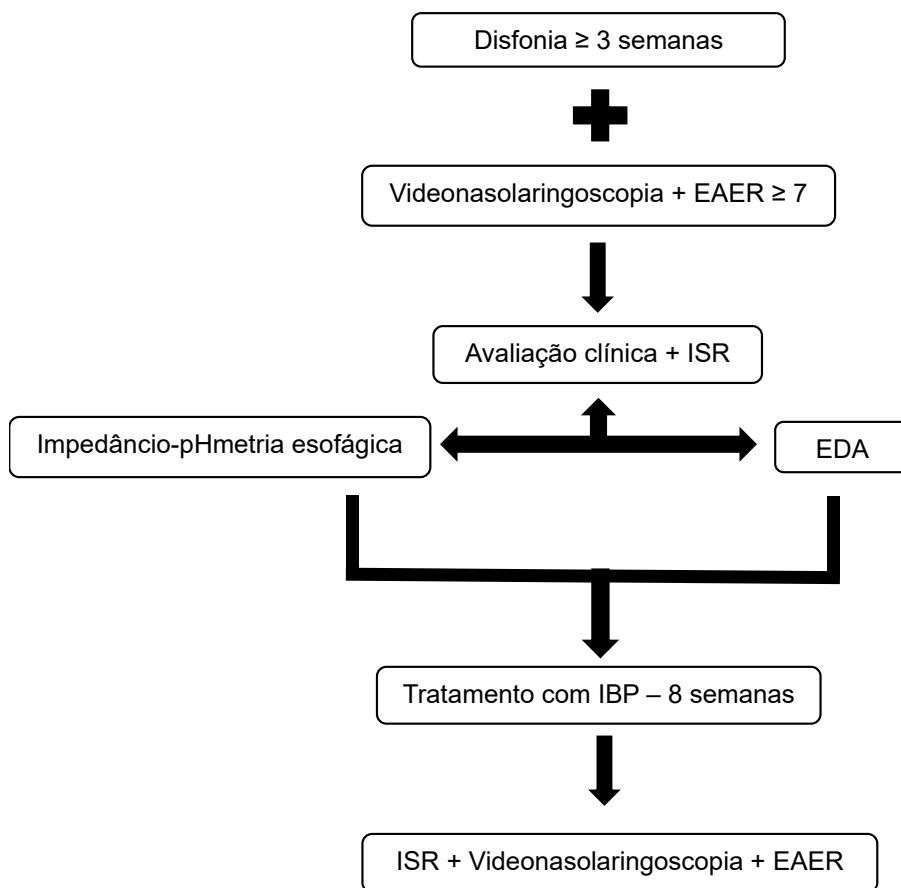 Disfonia ≥ 3 semanas
Videonasolaringoscopia + EAER ≥ 7
Avaliação clínica + ISR
Impedâncio-pHmetria esofágica
EDA
Tratamento com IBP – 8 semanas
ISR + Videonasolaringoscopia + EAER